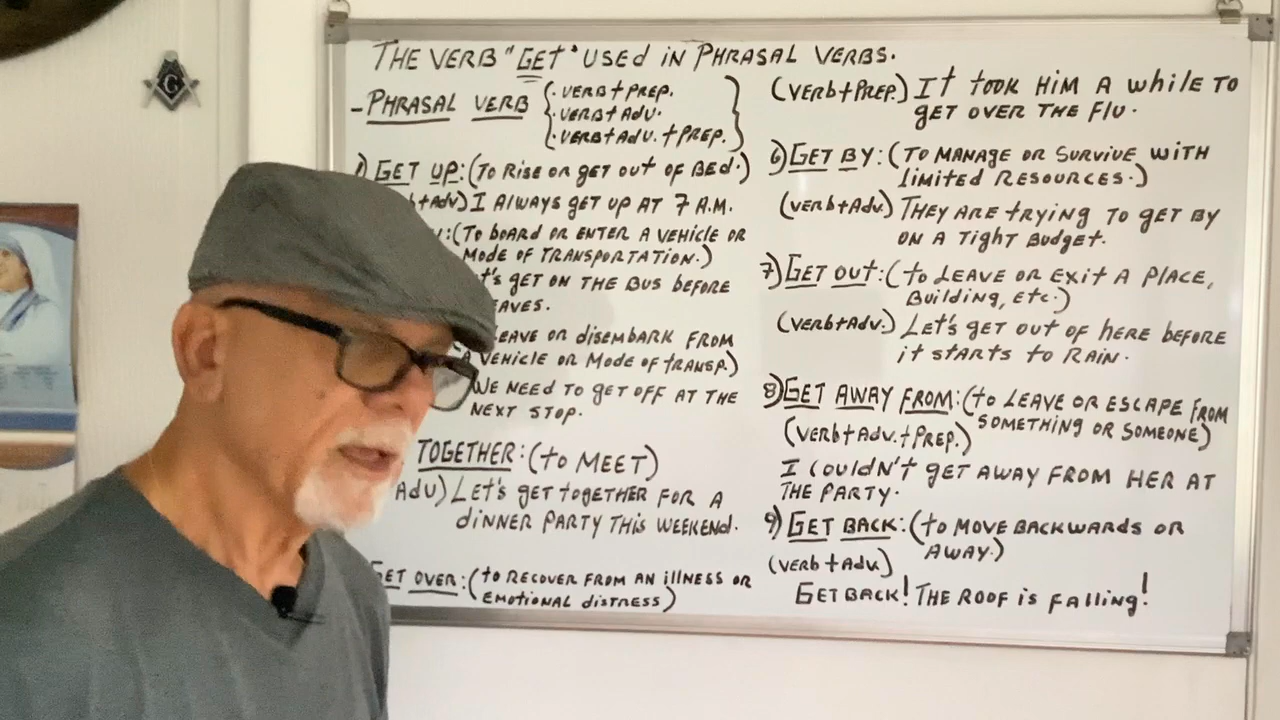 THE VERB "GET" USED IN PHRASAL VERBS.
- PHRASAL VERB
· VERB + PREP.
· VERB + ADV.
· VERB + ADV. + PREP.
1) GET UP: (TO RISE OR GET OUT OF BED.)
b + Adv) I ALWAYS GET UP AT 7 A.M.
: (TO BOARD OR ENTER A VEHICLE OR
MODE OF TRANSPORTATION.)
t's GET ON THE BUS BEFORE
EAVES.
LEAVE OR DISEMBARK FROM
A VEHICLE OR MODE OF TRANSP.)
WE NEED TO GET OFF AT THE
NEXT STOP.
TOGETHER: (TO MEET)
Adv) LET'S GET TOGETHER FOR A
DINNER PARTY THIS WEEKEND.
GET OVER: (TO RECOVER FROM AN ILLNESS OR
EMOTIONAL DISTRESS)
(VERB + PREP.) IT TOOK HIM A WHILE TO
GET OVER THE FLU.
6) GET BY: (TO MANAGE OR SURVIVE WITH
LIMITED RESOURCES.)
(VERB + ADV.) THEY ARE TRYING TO GET BY
ON A TIGHT BUDGET.
7) GET OUT: (TO LEAVE OR EXIT A PLACE,
BUILDING, ETC.)
(VERB + ADV.) LET'S GET OUT OF HERE BEFORE
IT STARTS TO RAIN.
8) GET AWAY FROM: (TO LEAVE OR ESCAPE FROM
SOMETHING OR SOMEONE)
(VERB + ADV. + PREP.)
I COULDN'T GET AWAY FROM HER AT
THE PARTY.
9) GET BACK: (TO MOVE BACKWARDS OR
AWAY.)
(VERB + ADV.)
GET BACK! THE ROOF IS FALLING!
G